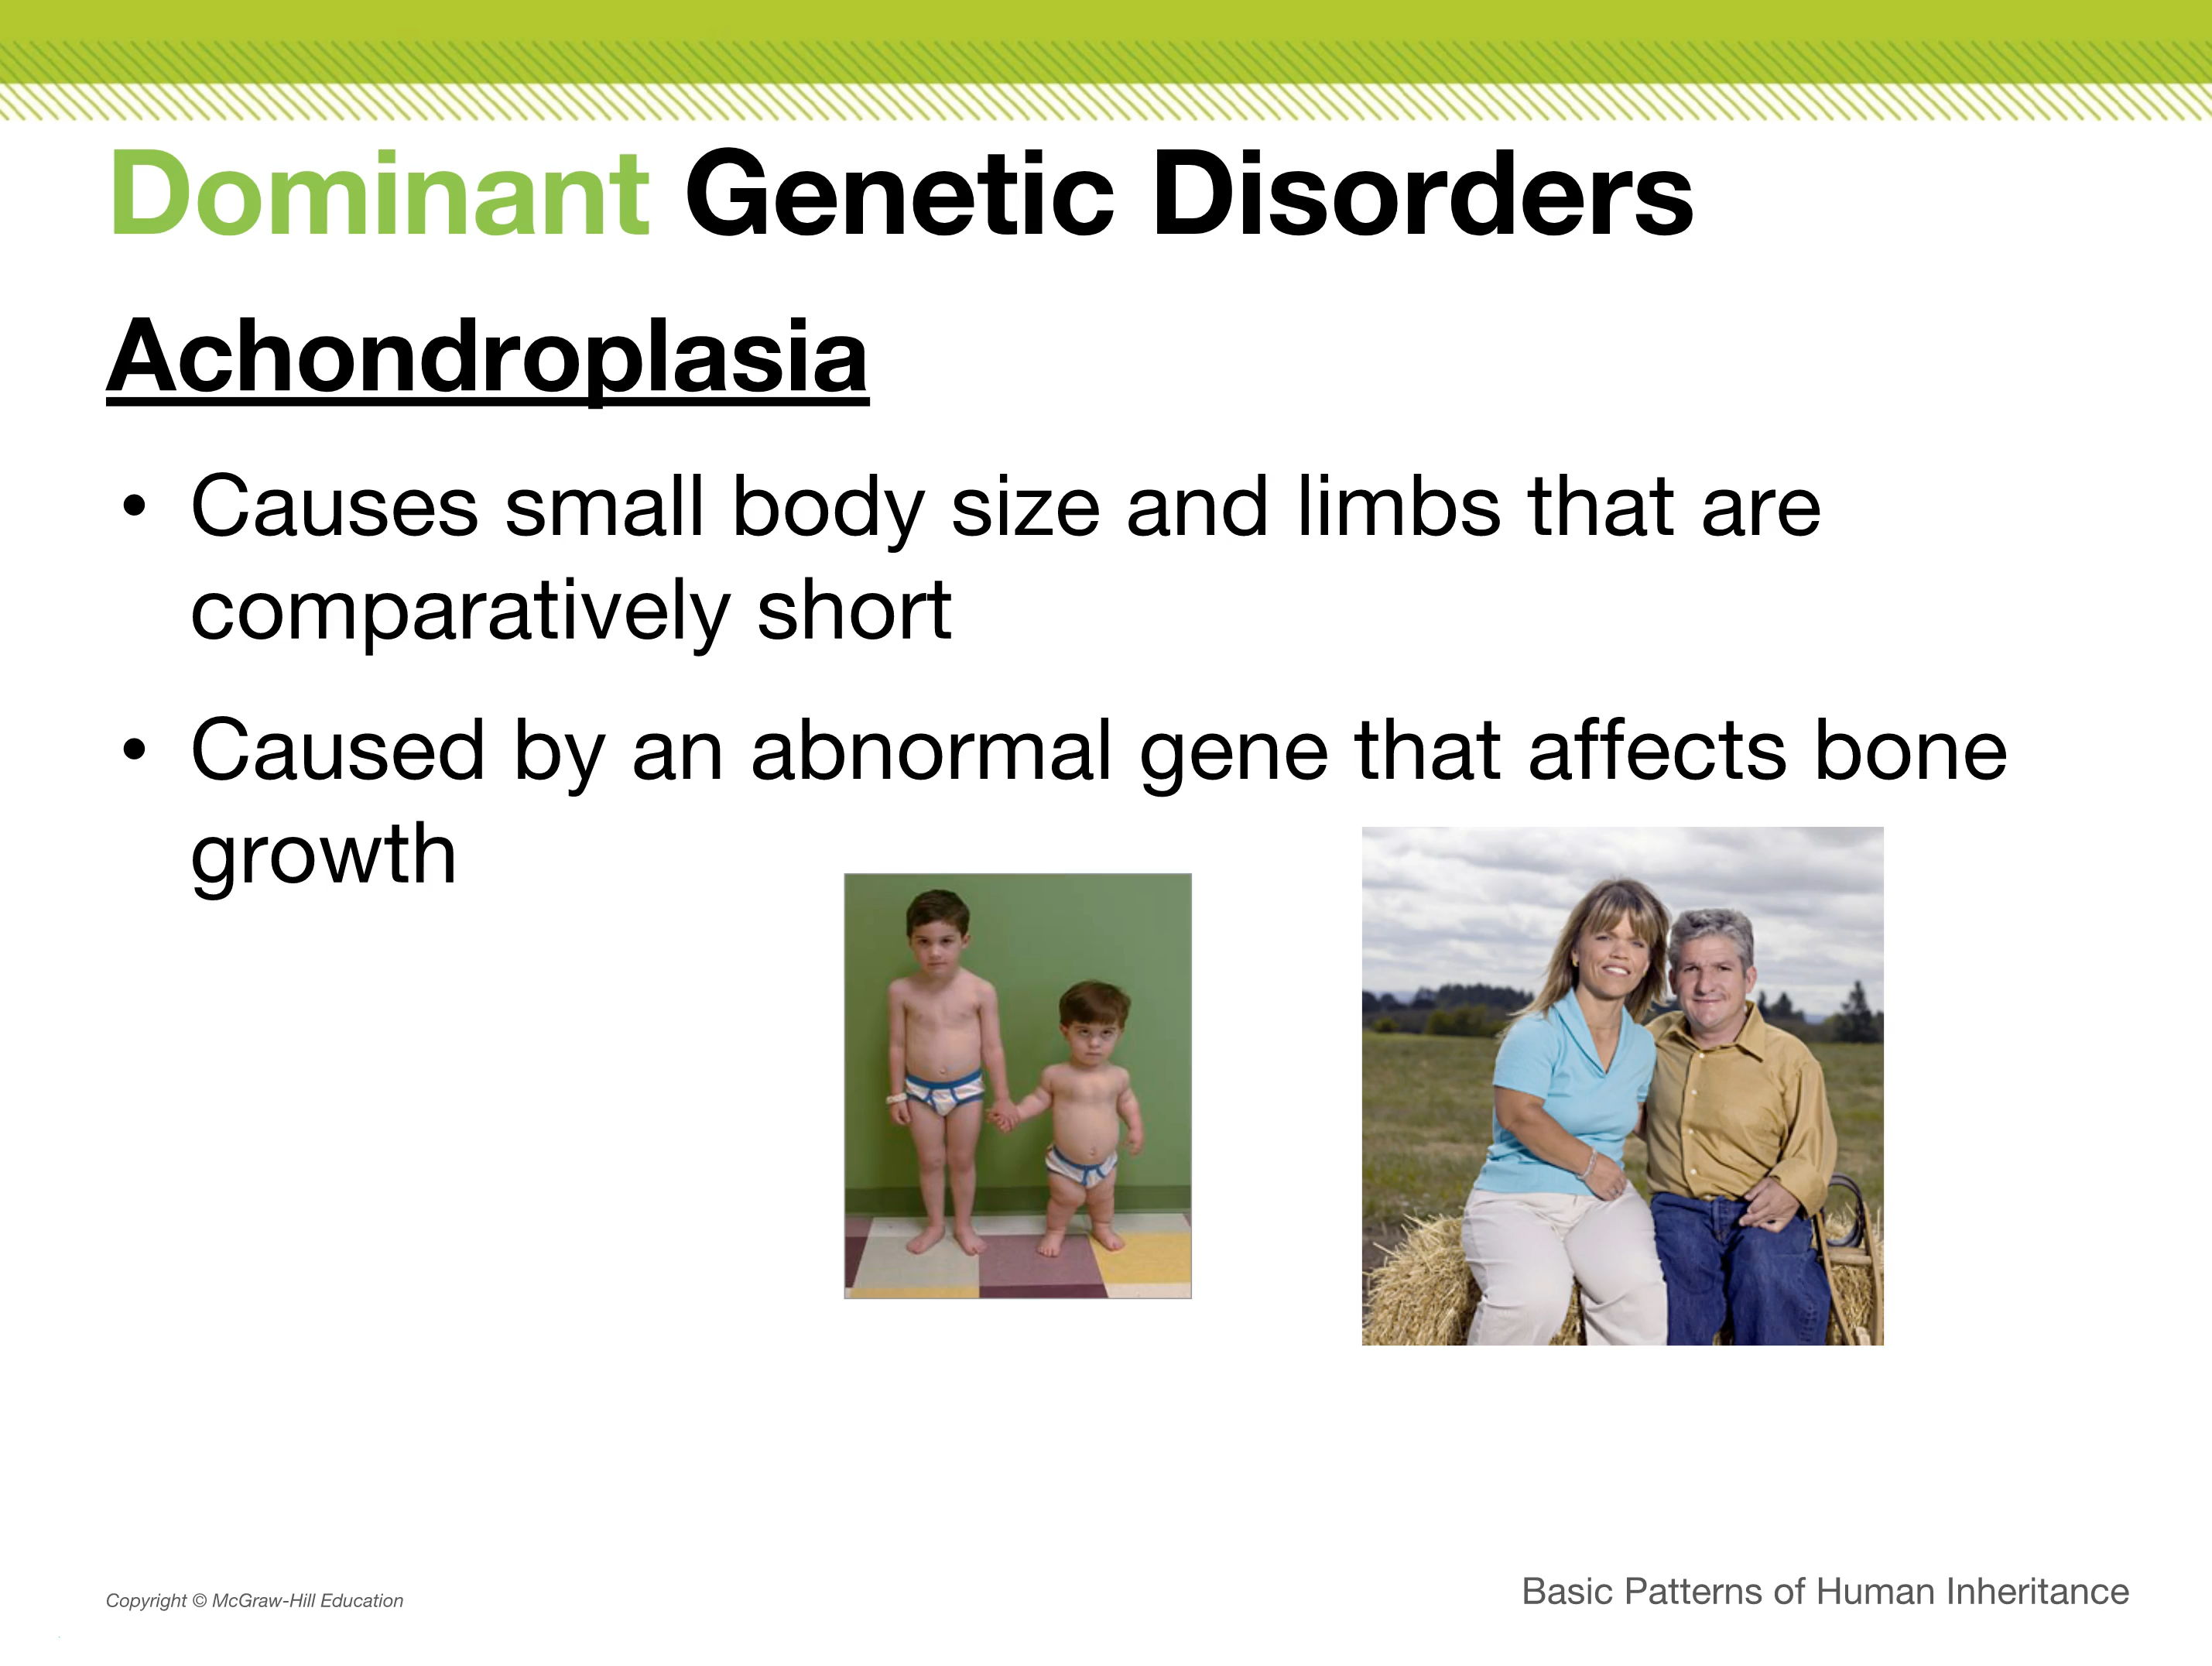 Dominant Genetic Disorders
Achondroplasia
• Causes small body size and limbs that are
comparatively short
• Caused by an abnormal gene that affects bone
growth
Copyright © McGraw-Hill Education
Basic Patterns of Human Inheritance